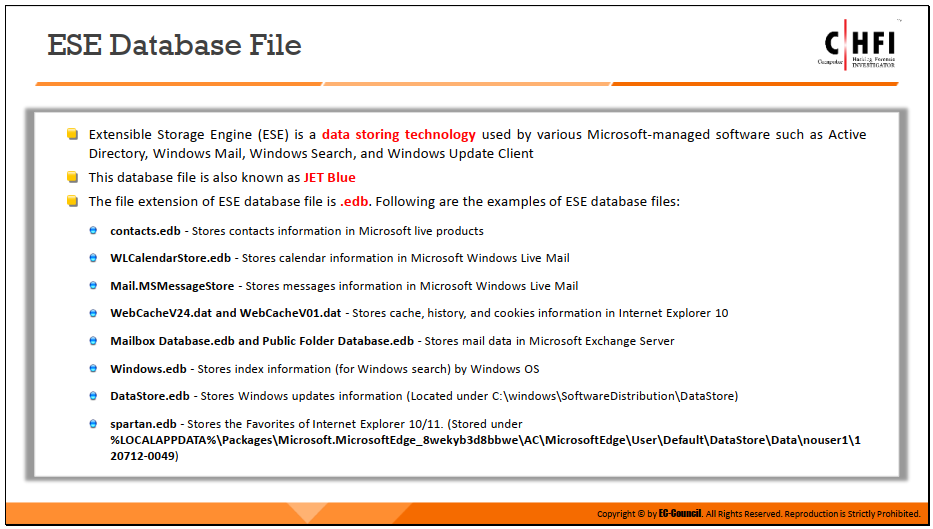 ESE Database File
CHFI
Computer Hacking Forensic
INVESTIGATOR
Extensible Storage Engine (ESE) is a data storing technology used by various Microsoft-managed software such as Active
Directory, Windows Mail, Windows Search, and Windows Update Client
This database file is also known as JET Blue
The file extension of ESE database file is .edb. Following are the examples of ESE database files:
contacts.edb - Stores contacts information in Microsoft live products
WLCalendarStore.edb - Stores calendar information in Microsoft Windows Live Mail
Mail.MSMessageStore - Stores messages information in Microsoft Windows Live Mail
WebCacheV24.dat and WebCacheV01.dat - Stores cache, history, and cookies information in Internet Explorer 10
Mailbox Database.edb and Public Folder Database.edb - Stores mail data in Microsoft Exchange Server
Windows.edb - Stores index information (for Windows search) by Windows OS
DataStore.edb - Stores Windows updates information (Located under C:\windows\SoftwareDistribution\DataStore)
spartan.edb - Stores the Favorites of Internet Explorer 10/11. (Stored under
%LOCALAPPDATA%\Packages\Microsoft.MicrosoftEdge_8wekyb3d8bbwe\AC\MicrosoftEdge\User\Default\DataStore\Data\nouser1\1
20712-0049)
Copyright © by EC-Council. All Rights Reserved. Reproduction is Strictly Prohibited.